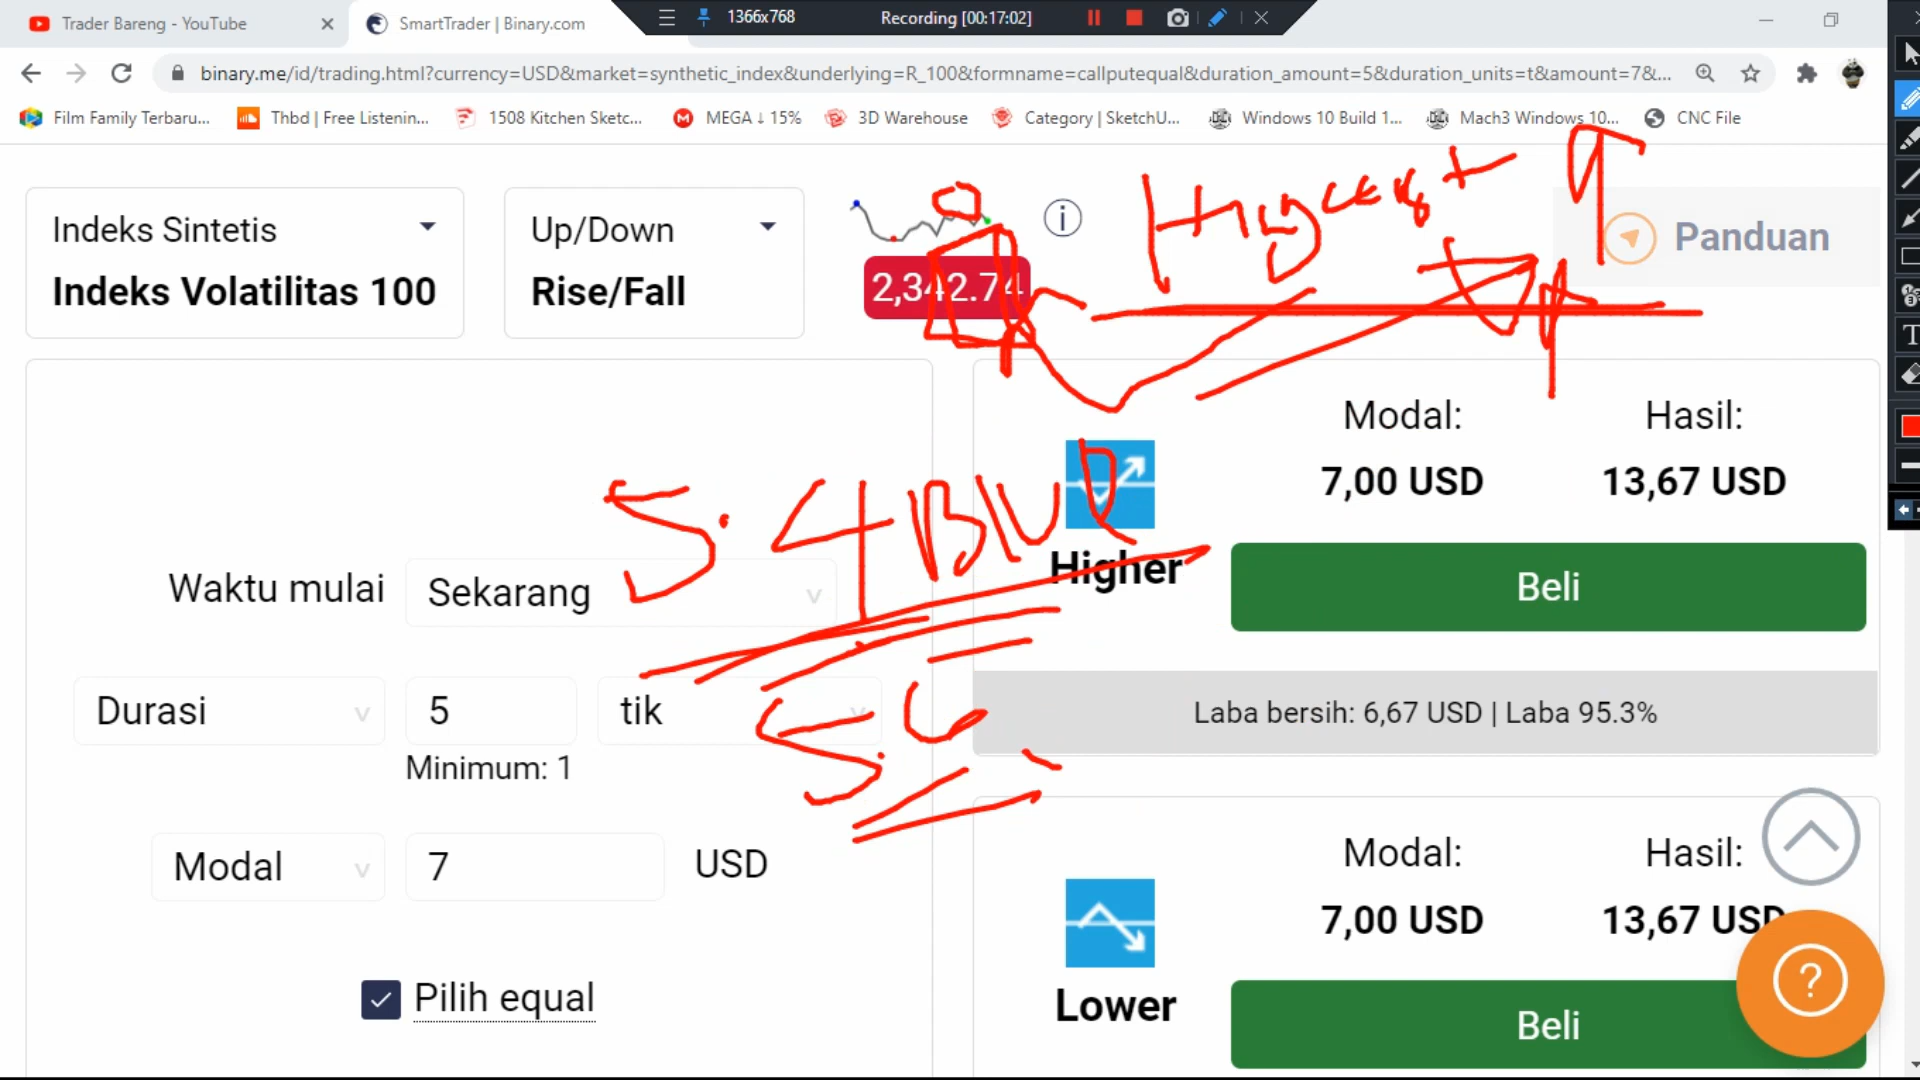 Trader Bareng - YouTube
SmartTrader | Binary.com
1366x768
Recording [00:17:02]
binary.me/id/trading.html?currency=USD&market=synthetic_index&underlying=R_100&formname=callputequal&duration_amount=5&duration_units=t&amount=7&...
Film Family Terbaru...
Thbd | Free Listenin...
1508 Kitchen Sketc...
MEGA ↓ 15%
3D Warehouse
Category | SketchU...
Windows 10 Build 1...
Mach3 Windows 10...
CNC File
Indeks Sintetis
Indeks Volatilitas 100
Up/Down
Rise/Fall
2,342.74
Panduan
Waktu mulai
Sekarang
Durasi
5
tik
Minimum: 1
Modal
7
USD
Pilih equal
Modal:
7,00 USD
Hasil:
13,67 USD
Higher
Beli
Laba bersih: 6,67 USD | Laba 95.3%
Modal:
7,00 USD
Hasil:
13,67 USD
Lower
Beli
?